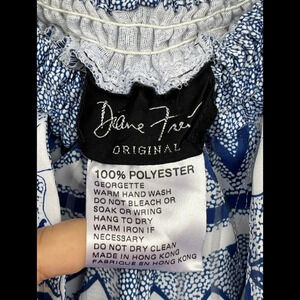 Diane Freis
ORIGINAL
100% POLYESTER
GEORGETTE
WARM HAND WASH
DO NOT BLEACH OR
SOAK OR WRING
HANG TO DRY
WARM IRON IF
NECESSARY
DO NOT DRY CLEAN
MADE IN HONG KONG
FABRIQUE EN HONG KONG